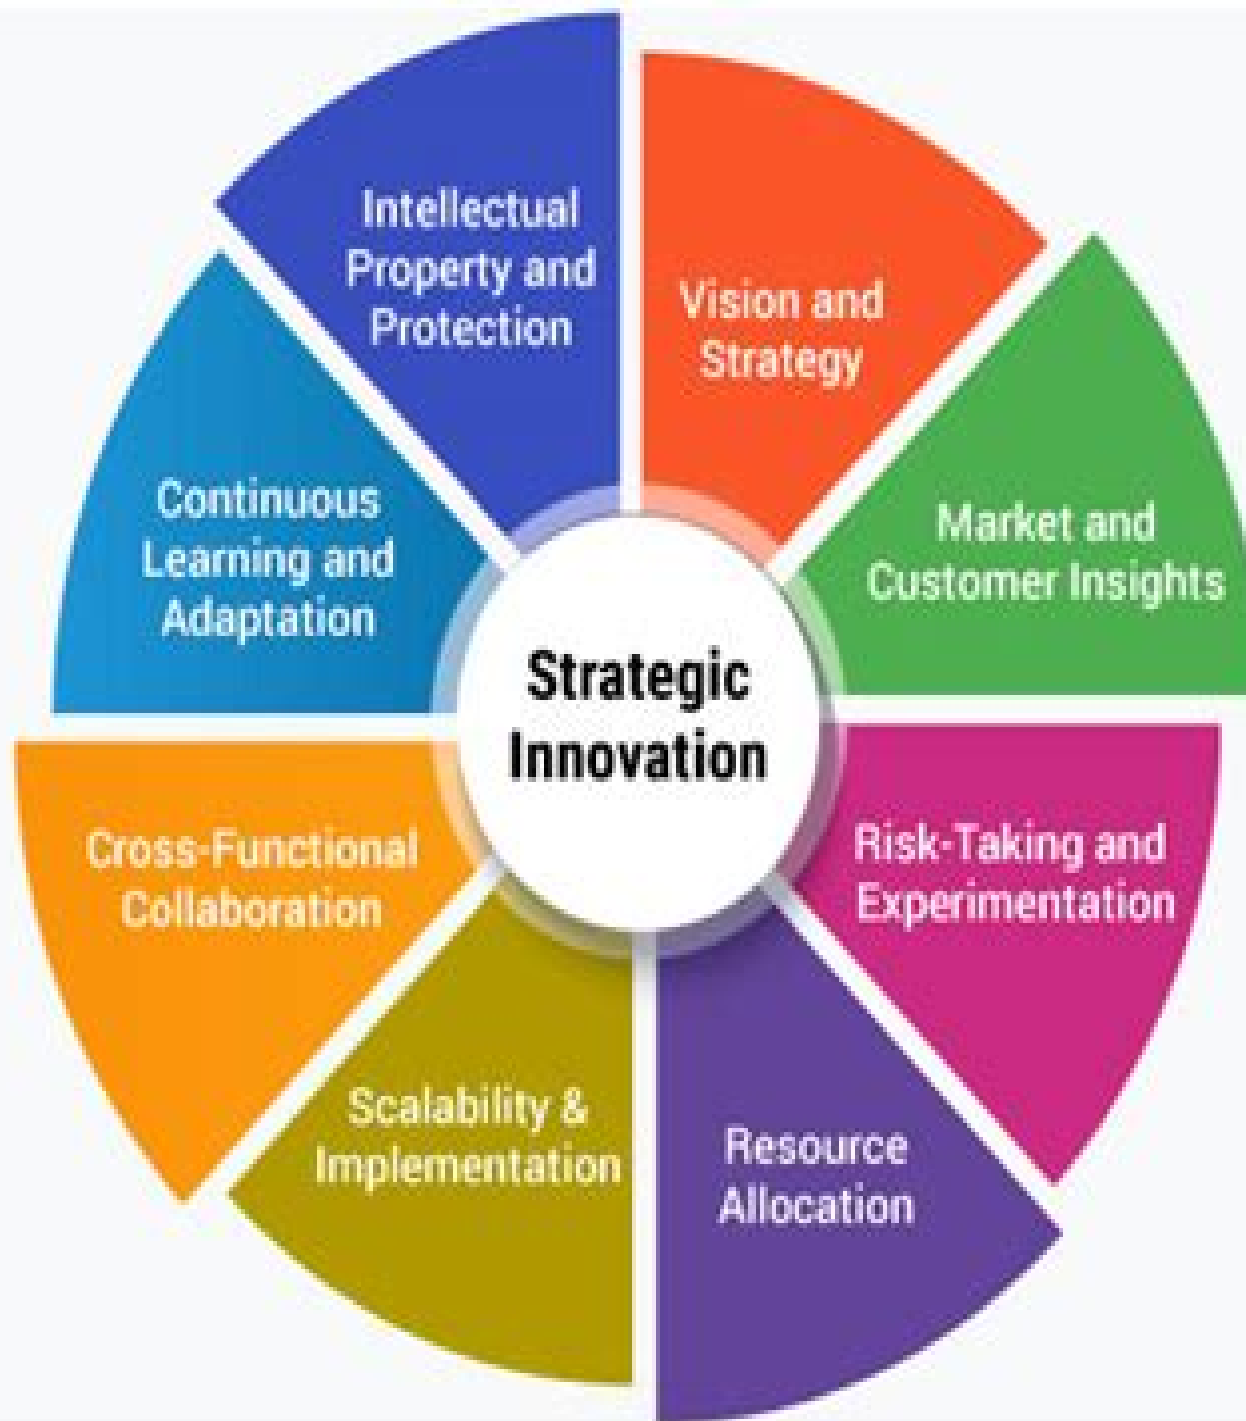 Intellectual
Property and
Protection
Vision and
Strategy
Continuous
Learning and
Adaptation
Market and
Customer Insights
Strategic
Innovation
Cross-Functional
Collaboration
Risk-Taking and
Experimentation
Scalability &
Implementation
Resource
Allocation